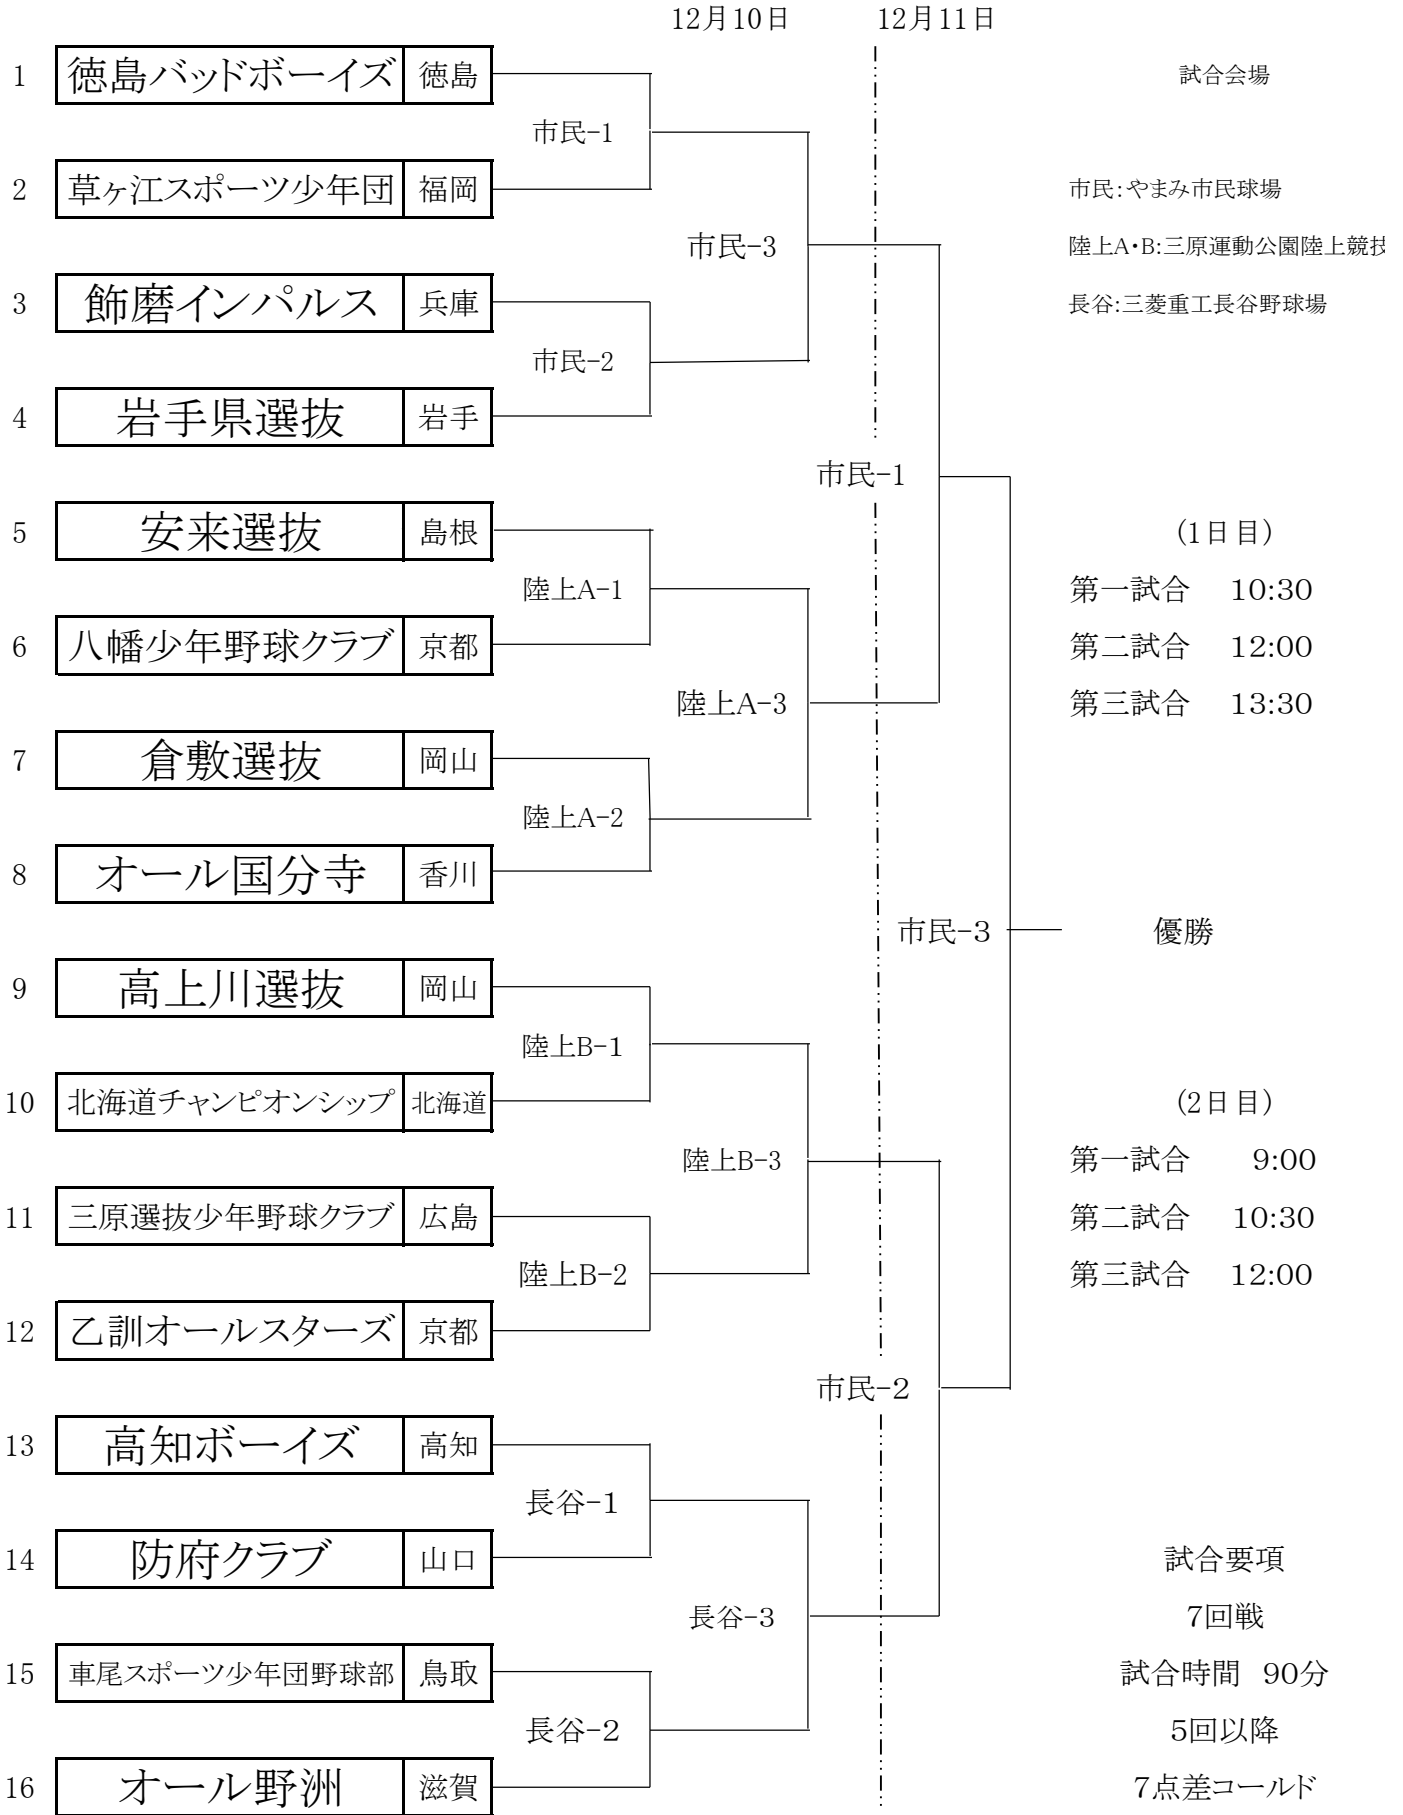 12月10日 12月11日
1 徳島バッドボーイズ 徳島
試合会場
市民-1
2 草ヶ江スポーツ少年団 福岡
市民:やまみ市民球場
市民-3
陸上A・B:三原運動公園陸上競技
3 飾磨インパルス 兵庫
長谷:三菱重工長谷野球場
市民-2
4 岩手県選抜 岩手
市民-1
5 安来選抜 島根
(1日目)
陸上A-1
第一試合 10:30
6 八幡少年野球クラブ 京都
第二試合 12:00
陸上A-3
第三試合 13:30
7 倉敷選抜 岡山
陸上A-2
8 オール国分寺 香川
市民-3
優勝
9 高上川選抜 岡山
陸上B-1
10 北海道チャンピオンシップ 北海道
(2日目)
陸上B-3
第一試合 9:00
11 三原選抜少年野球クラブ 広島
第二試合 10:30
陸上B-2
第三試合 12:00
12 乙訓オールスターズ 京都
市民-2
13 高知ボーイズ 高知
長谷-1
14 防府クラブ 山口
試合要項
長谷-3
7回戦
15 車尾スポーツ少年団野球部 鳥取
試合時間 90分
長谷-2
5回以降
16 オール野洲 滋賀
7点差コールド